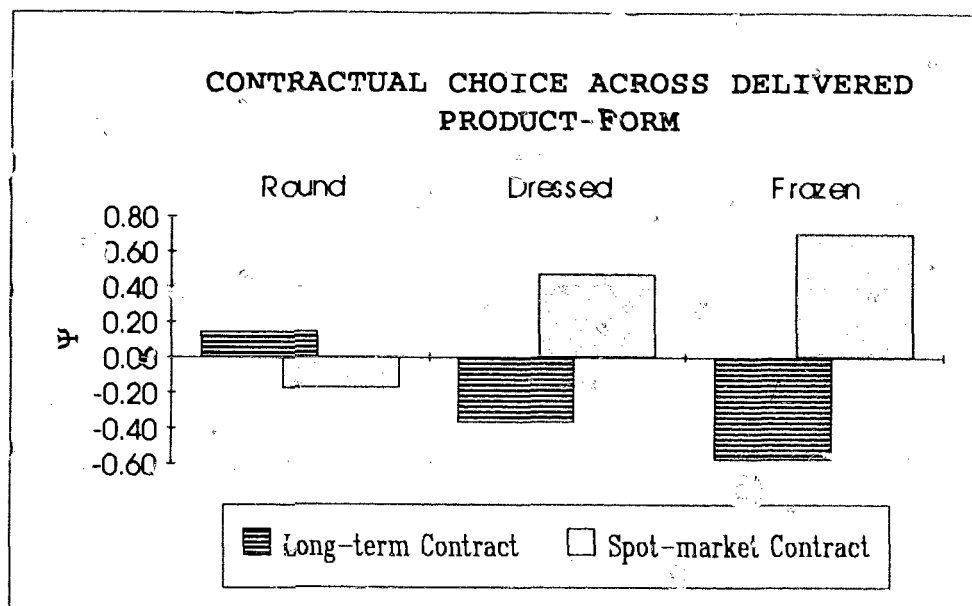 CONTRACTUAL CHOICE ACROSS DELIVERED
PRODUCT-FORM
Round Dressed Frozen
0.80
0.60
0.40
0.20
0.00
-0.20
-0.40
-0.60
Ψ
Long-term Contract Spot-market Contract